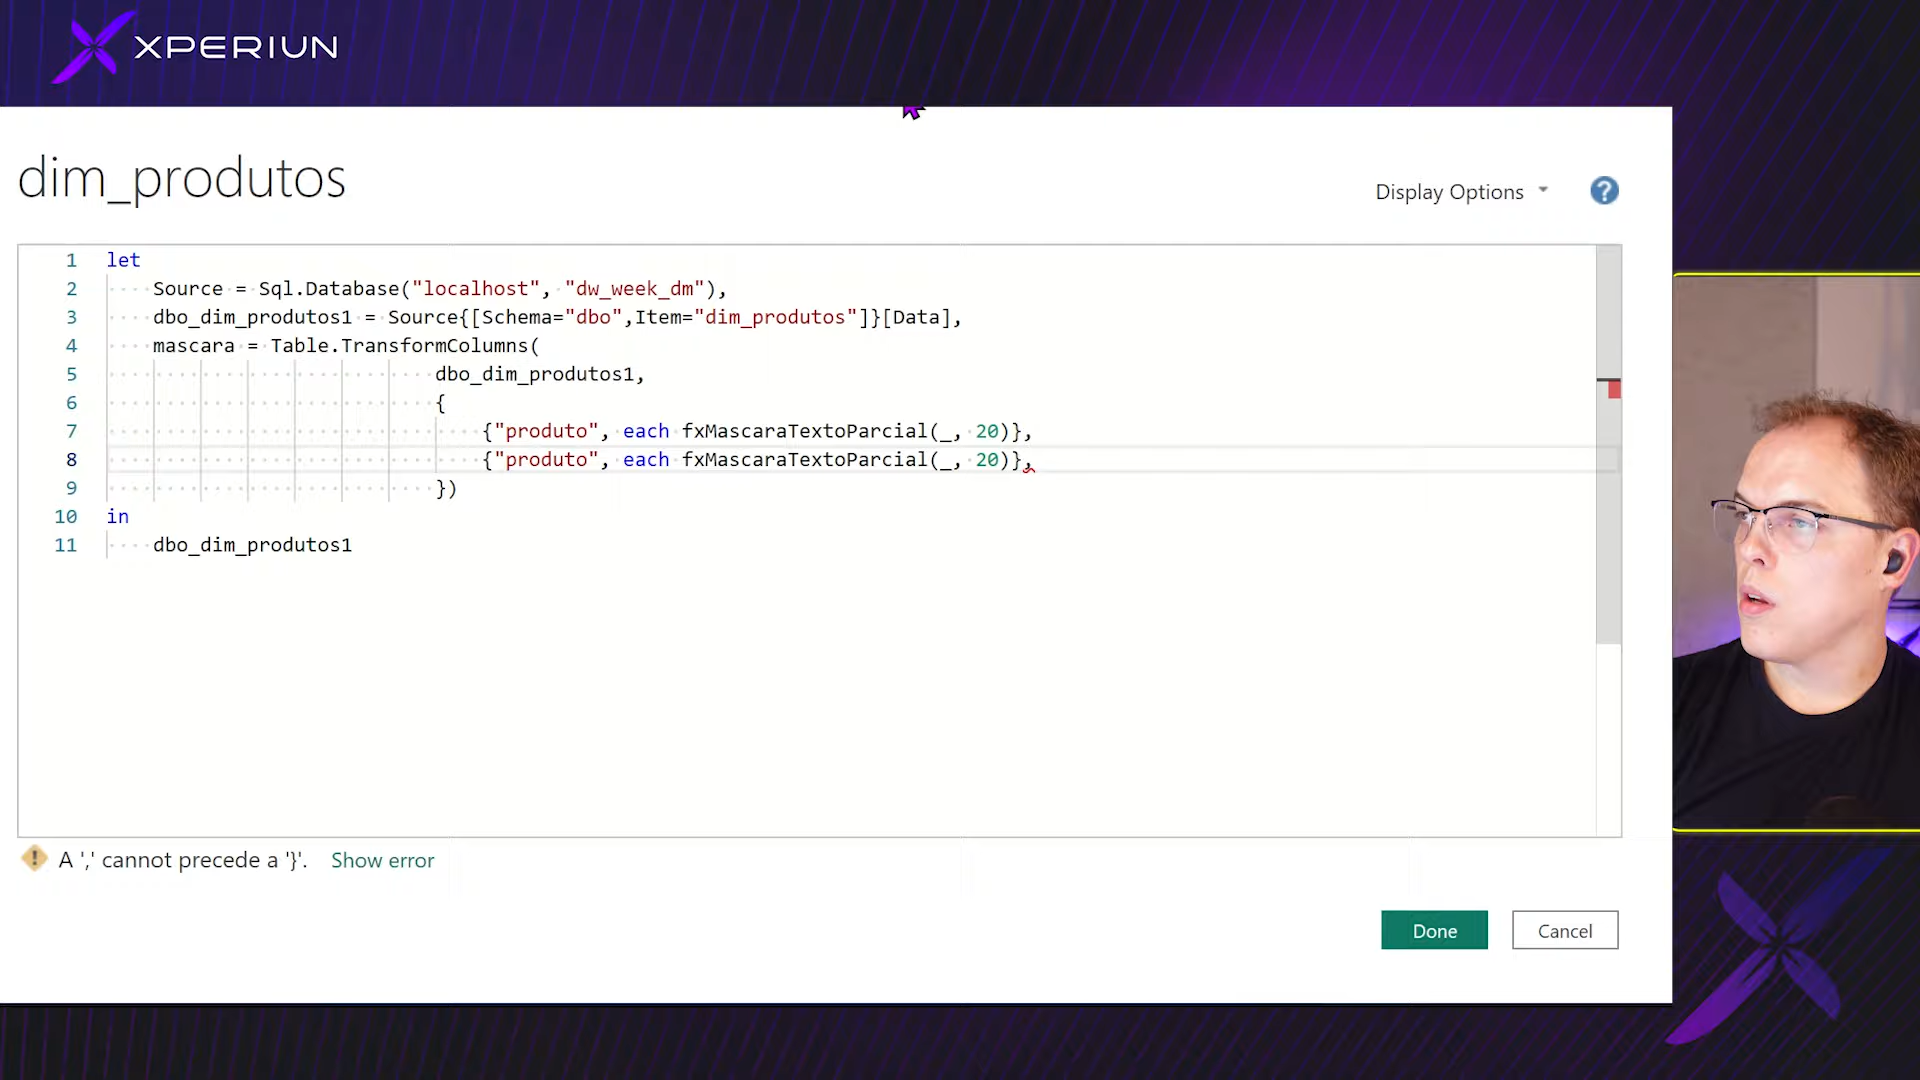 XPERIUN
dim_produtos
Display Options
?
1 let
2 Source = Sql.Database("localhost", "dw_week_dm"),
3 dbo_dim_produtos1 = Source{[Schema="dbo",Item="dim_produtos"]}[Data],
4 mascara = Table.TransformColumns(
5 dbo_dim_produtos1,
6 {
7 {"produto", each fxMascaraTextoParcial(_, 20)},
8 {"produto", each fxMascaraTextoParcial(_, 20)},
9 })
10 in
11 dbo_dim_produtos1
! A ',' cannot precede a '}'. Show error
Done Cancel